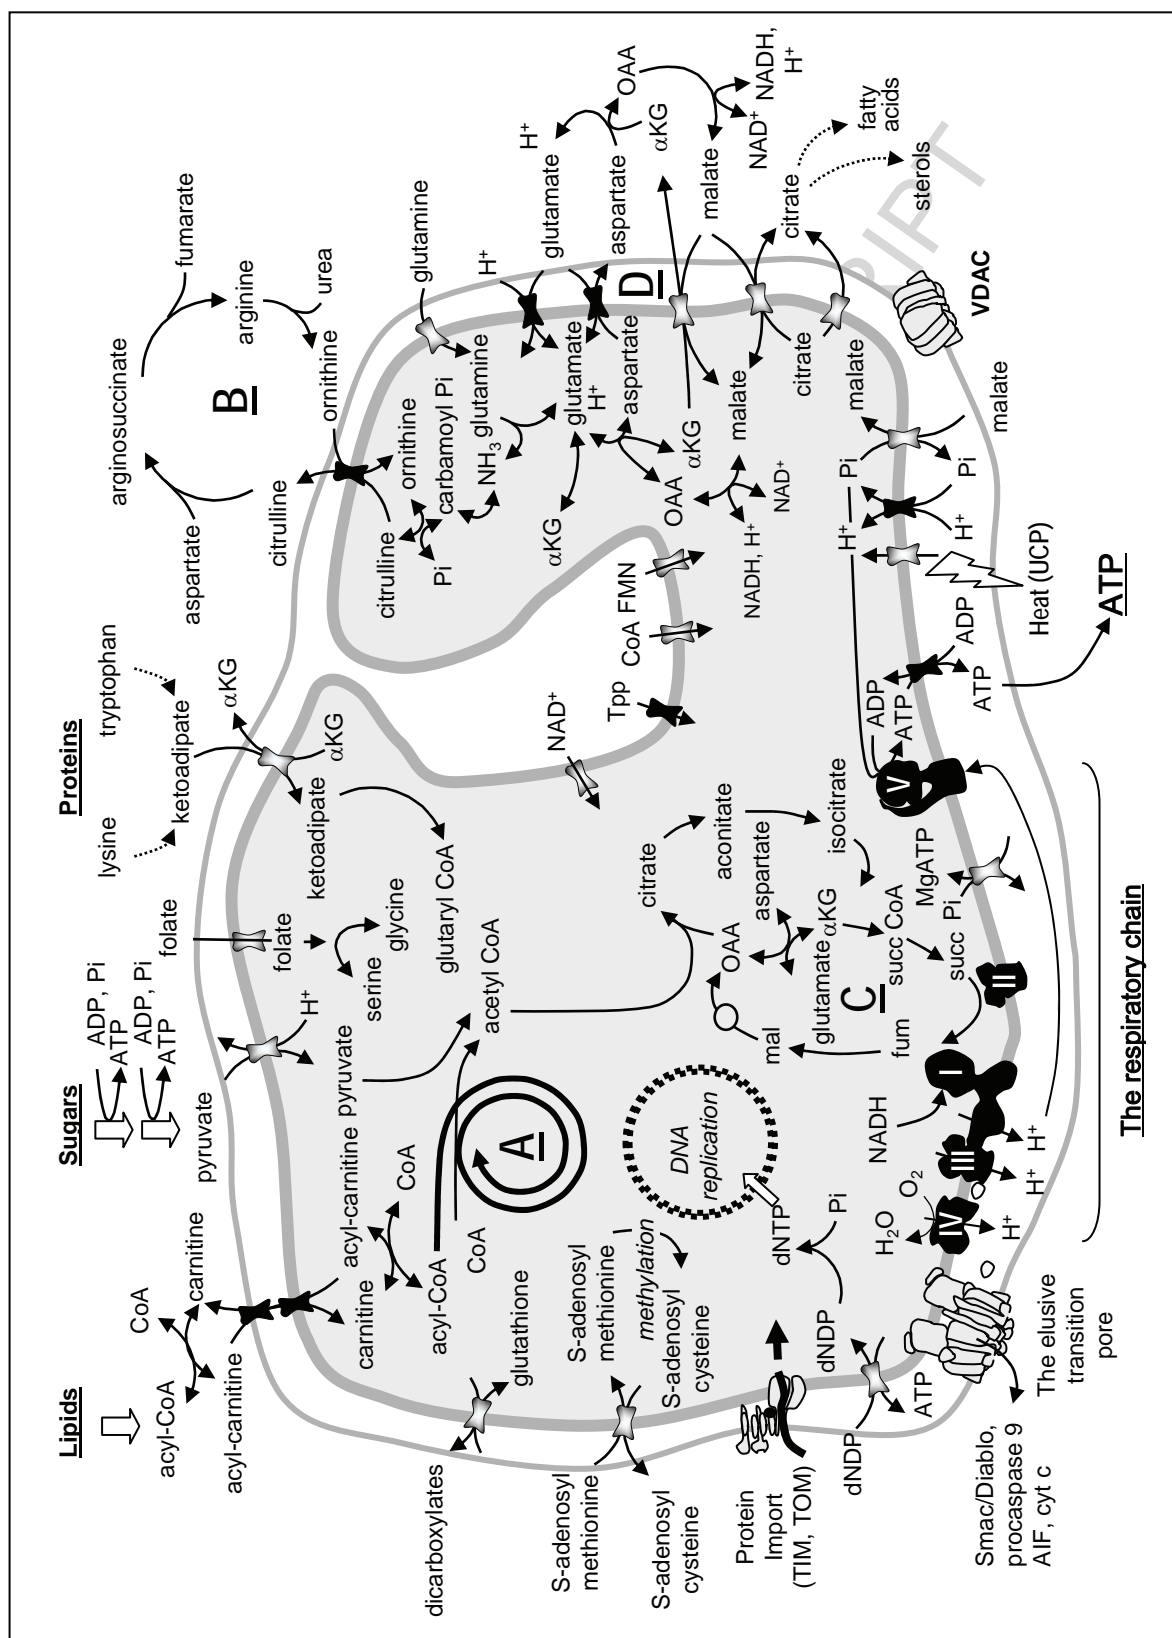 Lipids
Sugars
Proteins
acyl-CoA
CoA
carnitine
acyl-carnitine
ADP, Pi
ATP
ADP, Pi
ATP
pyruvate
folate
lysine
tryptophan
ketoadipate
αKG
aspartate
arginosuccinate
fumarate
citrulline
B
arginine
urea
ornithine
H+
folate
ketoadipate
αKG
carnitine
acyl-carnitine
pyruvate
serine
glycine
CoA
acyl-CoA
CoA
A
acetyl CoA
glutaryl CoA
citrulline
ornithine
Pi
carbamoyl Pi
NH3
glutamine
glutamine
dicarboxylates
glutathione
H+
glutamate
H+
glutamate
H+
αKG
aspartate
aspartate
αKG
OAA
NAD+
NADH,
H+
D
S-adenosyl
methionine
S-adenosyl
cysteine
S-adenosyl
methionine
methylation
S-adenosyl
cysteine
DNA
replication
NAD+
Tpp
CoA
FMN
OAA
αKG
malate
malate
NADH, H+
NAD+
citrate
citrate
fatty
acids
sterols
malate
citrate
aconitate
isocitrate
aspartate
OAA
αKG
glutamate
mal
C
succ CoA
succ
fum
Protein
Import
(TIM, TOM)
dNDP
dNDP
dNTP
Pi
ATP
NADH
H2O
O2
I
II
III
IV
V
H+
H+
H+
MgATP
Pi
ADP
ATP
ADP
ATP
H+
Pi
H+
Pi
malate
VDAC
Heat (UCP)
ATP
Smac/Diablo,
procaspase 9
AIF, cyt c
The elusive
transition
pore
The respiratory chain
RIPT